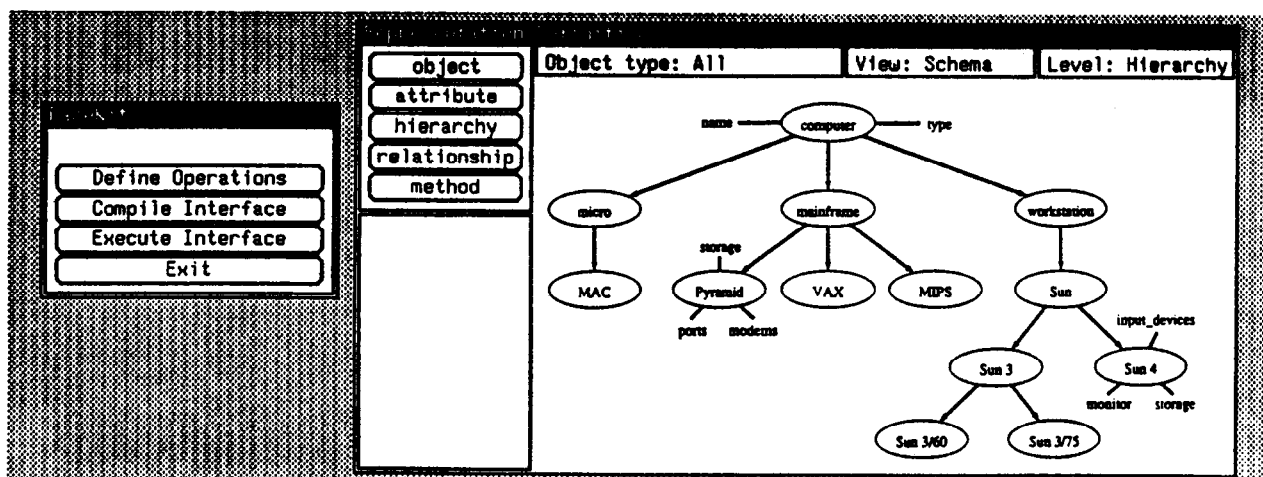 Define Operations
Compile Interface
Execute Interface
Exit
object
attribute
hierarchy
relationship
method
Object type: All
View: Schema
Level: Hierarchy
name computer type
micro mainframe workstation
storage
MAC Pyramid VAX MIPS Sun
ports modems
input_devices
Sun 3 Sun 4
monitor storage
Sun 3/60 Sun 3/75